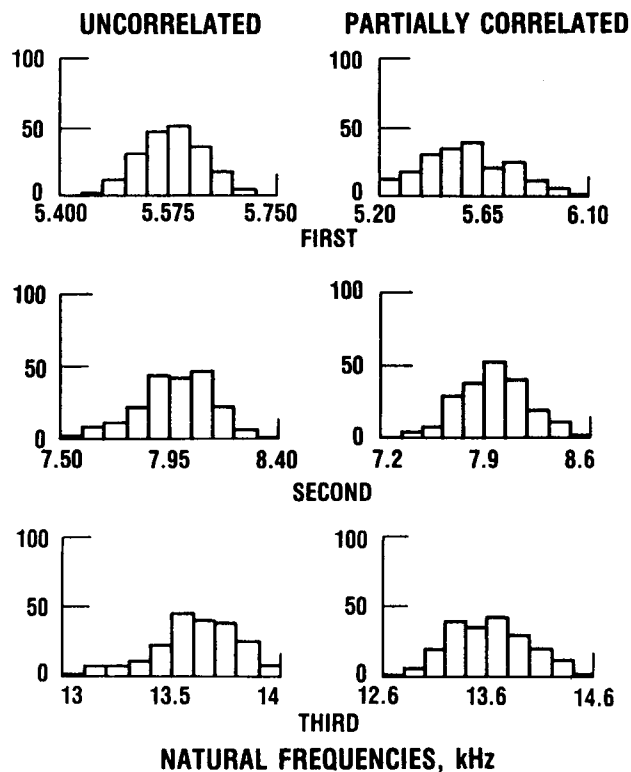 UNCORRELATED PARTIALLY CORRELATED
100 100
50 50
0 0
5.400 5.575 5.750 5.20 5.65 6.10
FIRST
100 100
50 50
0 0
7.50 7.95 8.40 7.2 7.9 8.6
SECOND
100 100
50 50
0 0
13 13.5 14 12.6 13.6 14.6
THIRD
NATURAL FREQUENCIES, kHz